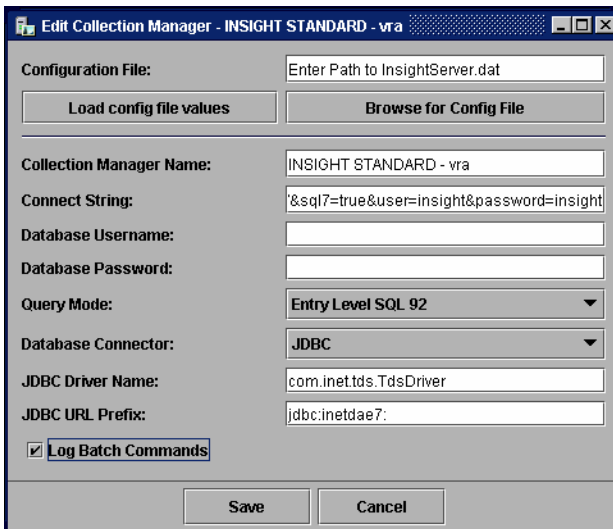 Edit Collection Manager - INSIGHT STANDARD - vra
Configuration File: Enter Path to InsightServer.dat
Load config file values Browse for Config File
Collection Manager Name: INSIGHT STANDARD - vra
Connect String: '&sql7=true&user=insight&password=insight
Database Username:
Database Password:
Query Mode: Entry Level SQL 92
Database Connector: JDBC
JDBC Driver Name: com.inet.tds.TdsDriver
JDBC URL Prefix: jdbc:inetdae7:
Log Batch Commands
Save Cancel